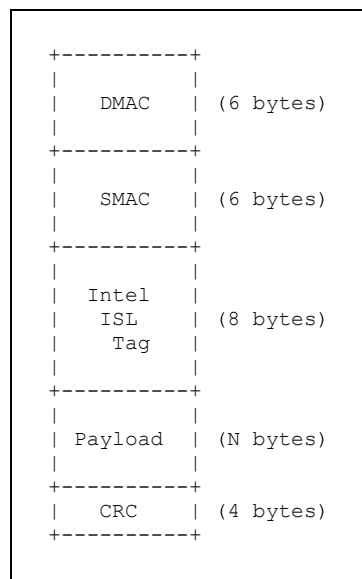 +----------+
|          |
|   DMAC   | (6 bytes)
|          |
+----------+
|          |
|   SMAC   | (6 bytes)
|          |
+----------+
|          |
|  Intel   |
|   ISL    | (8 bytes)
|    Tag   |
|          |
+----------+
|          |
| Payload  | (N bytes)
|          |
+----------+
|   CRC    | (4 bytes)
+----------+